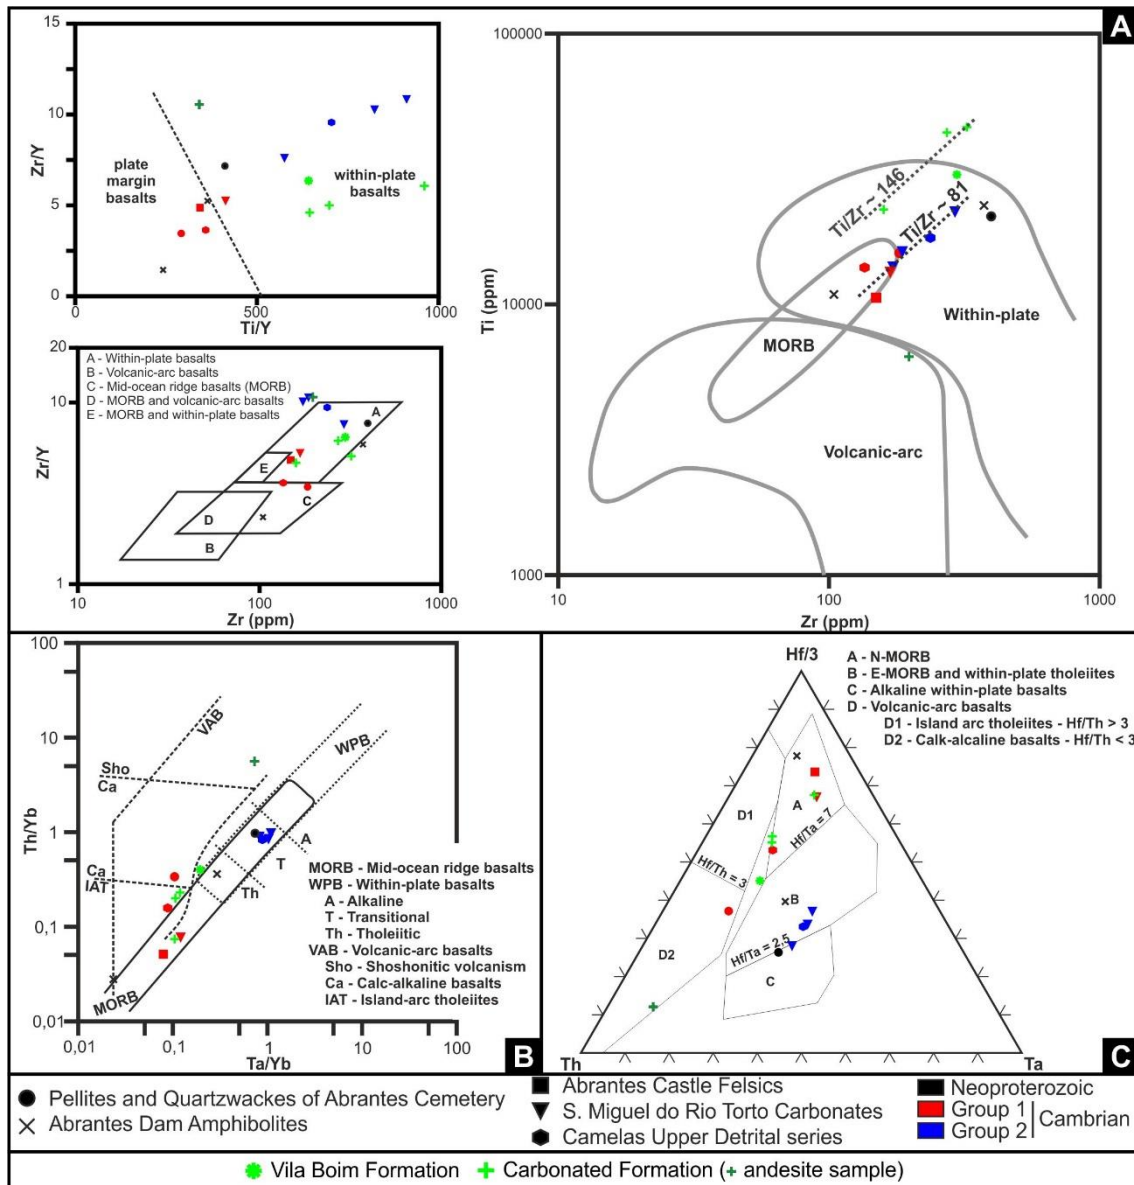 A
15
10
5
0
Zr/Y
plate
margin
basalts
within-plate
basalts
0
500
1000
Ti/Y
20
10
1
Zr/Y
A - Within-plate basalts
B - Volcanic-arc basalts
C - Mid-ocean ridge basalts (MORB)
D - MORB and volcanic-arc basalts
E - MORB and within-plate basalts
A
E
C
D
B
10
100
1000
Zr (ppm)
100000
10000
1000
Ti (ppm)
Ti/Zr ~ 146
Ti/Zr ~ 81
Within-plate
MORB
Volcanic-arc
10
100
1000
Zr (ppm)
100
10
1
0,1
0,01
Th/Yb
VAB
WPB
Sho
Ca
Ca
IAT
A
T
Th
MORB
MORB - Mid-ocean ridge basalts
WPB - Within-plate basalts
A - Alkaline
T - Transitional
Th - Tholeiitic
VAB - Volcanic-arc basalts
Sho - Shoshonitic volcanism
Ca - Calc-alkaline basalts
IAT - Island-arc tholeiites
0,01
0,1
1
10
100
Ta/Yb
B
Hf/3
A - N-MORB
B - E-MORB and within-plate tholeiites
C - Alkaline within-plate basalts
D - Volcanic-arc basalts
D1 - Island arc tholeiites - Hf/Th > 3
D2 - Calk-alcaline basalts - Hf/Th < 3
A
D1
Hf/Ta = 7
Hf/Th = 3
B
D2
Hf/Ta = 2,5
C
Th
Ta
C
Pellites and Quartzwackes of Abrantes Cemetery
Abrantes Dam Amphibolites
Abrantes Castle Felsics
S. Miguel do Rio Torto Carbonates
Camelas Upper Detrital series
Neoproterozoic
Group 1
Group 2
Cambrian
Vila Boim Formation
Carbonated Formation (+ andesite sample)